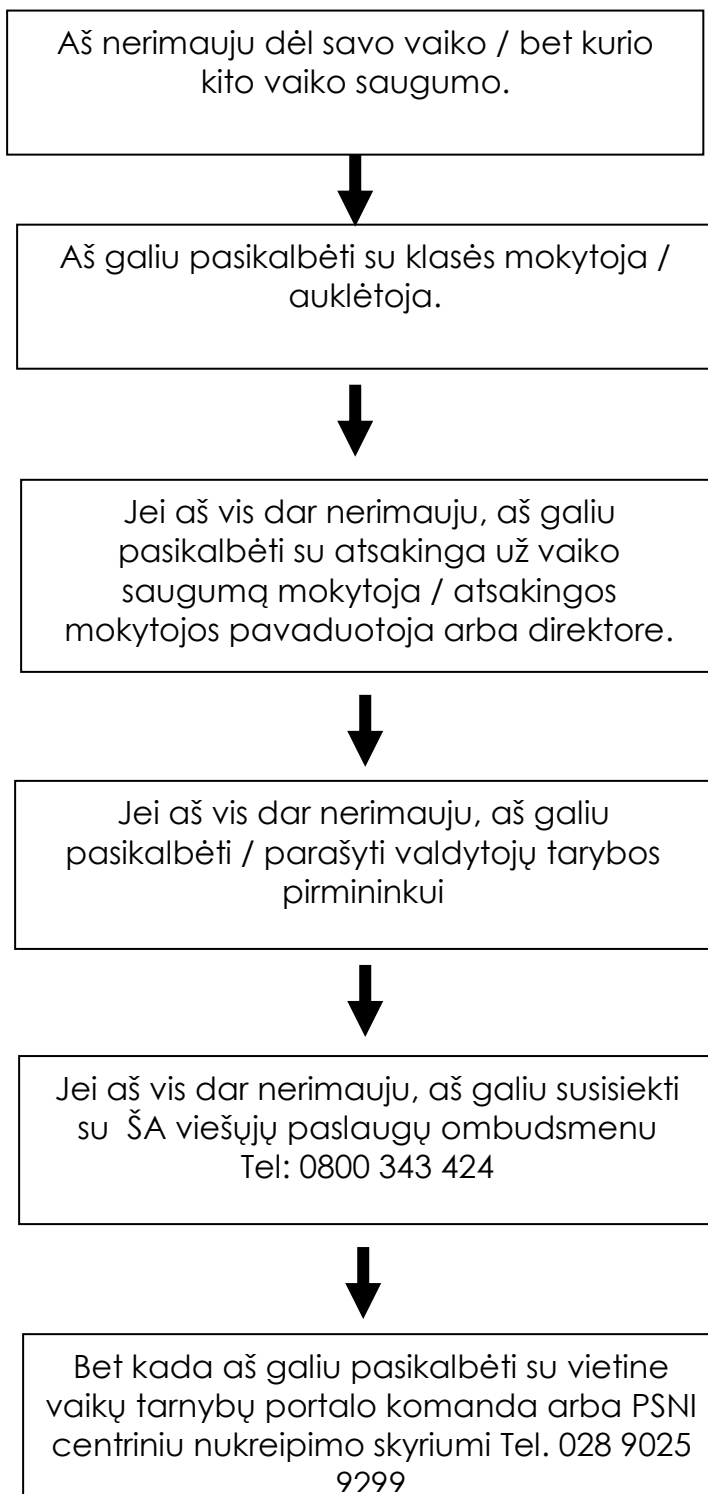 Aš nerimauju dėl savo vaiko / bet kurio
kito vaiko saugumo.
Aš galiu pasikalbėti su klasės mokytoja /
auklėtoja.
Jei aš vis dar nerimauju, aš galiu
pasikalbėti su atsakinga už vaiko
saugumą mokytoja / atsakingos
mokytojos pavaduotoja arba direktore.
Jei aš vis dar nerimauju, aš galiu
pasikalbėti / parašyti valdytojų tarybos
pirmininkui
Jei aš vis dar nerimauju, aš galiu susisiekti
su ŠA viešųjų paslaugų ombudsmenu
Tel: 0800 343 424
Bet kada aš galiu pasikalbėti su vietine
vaikų tarnybų portalo komanda arba PSNI
centriniu nukreipimo skyriumi Tel. 028 9025
9299